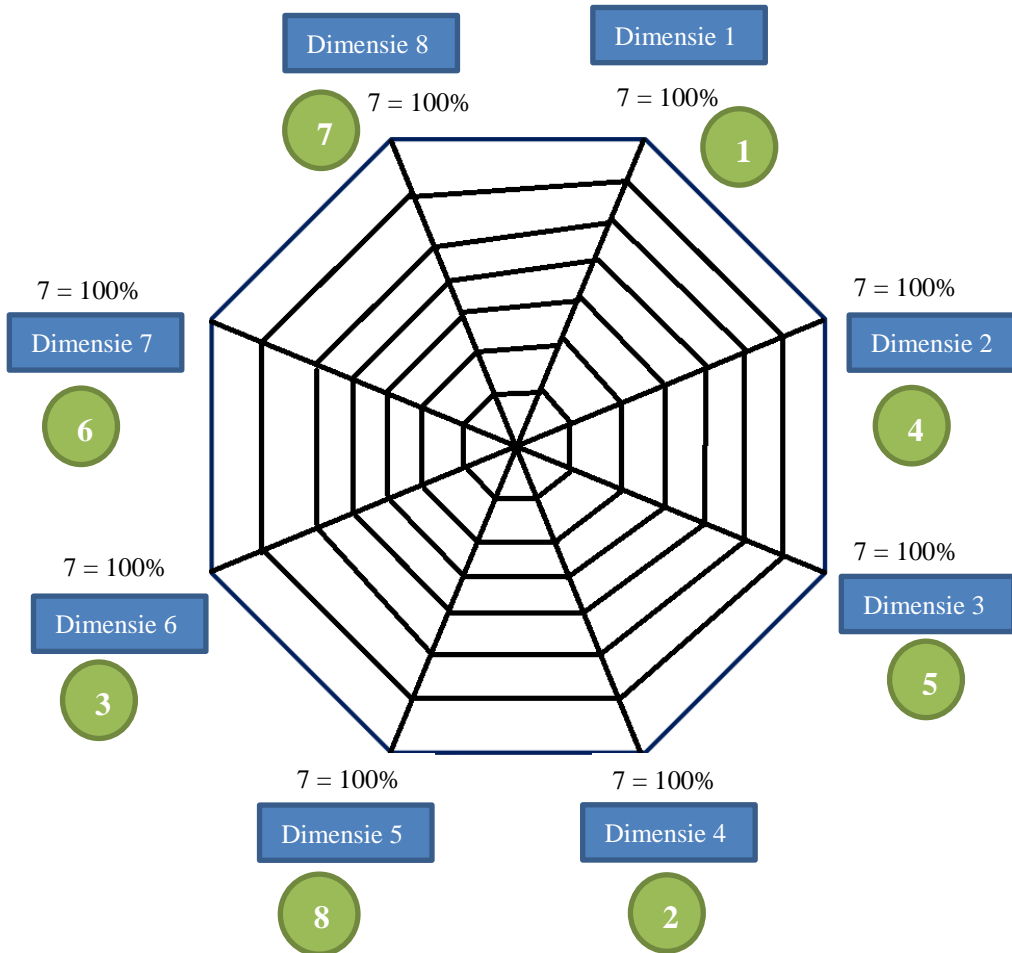 Dimensie 8
Dimensie 1
7 = 100%
7 = 100%
7
1
7 = 100%
7 = 100%
Dimensie 7
Dimensie 2
6
4
7 = 100%
7 = 100%
Dimensie 6
Dimensie 3
3
5
7 = 100%
7 = 100%
Dimensie 5
Dimensie 4
8
2